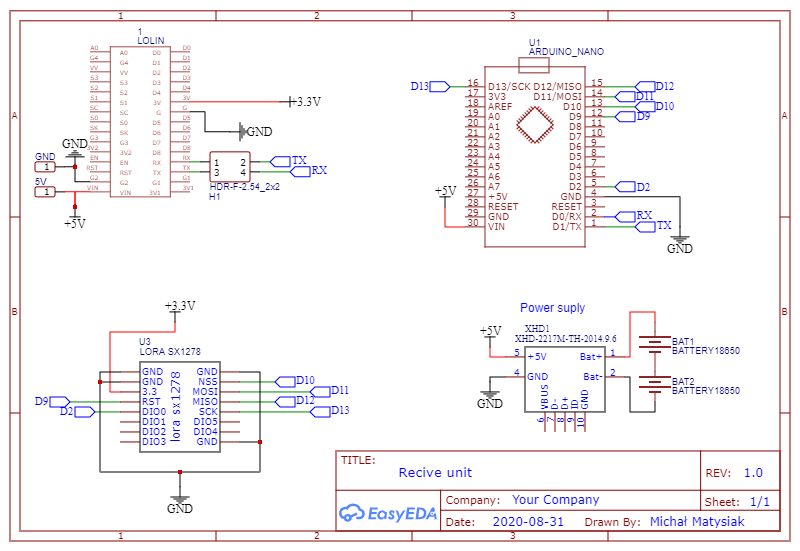 1
2
3
A
B
1
LOLIN
A0
G4
VV
S3
S2
S1
SC
S0
SK
G3
3V2
EN
RST
G2
VIN
A0
G4
VV
S3
S2
S1
SC
S0
SK
G3
3V2
EN
RST
G2
VIN
D0
D1
D2
D3
D4
3V
G
D5
D6
D7
D8
RX
TX
G1
3V1
D0
D1
D2
D3
D4
3V
G
D5
D6
D7
D8
RX
TX
G1
3V1
+3.3V
GND
GND
GND
1
5V
1
+5V
1 2
3 4
HDR-F-2.54_2x2
H1
TX
RX
U1
ARDUINO_NANO
D13
16 D13/SCK D12/MISO 15 D12
17 3V3 D11/MOSI 14 D11
18 AREF D10 13 D10
19 A0 D9 12 D9
20 A1 D8 11
21 A2 D7 10
22 A3 D6 9
23 A4 D5 8
24 A5 D4 7
25 A6 D3 6
26 A7 D2 5 D2
27 +5V GND 4
28 RESET RESET 3
29 GND D0/RX 2 RX
30 VIN D1/TX 1 TX
+5V
GND
+3.3V
U3
LORA SX1278
GND GND
GND NSS D10
3.3 MOSI D11
D9 RST MISO D12
D2 DIO0 SCK D13
DIO1 DIO5
DIO2 DIO4
DIO3 GND
lora sx1278
GND
Power suply
XHD1
XHD-2217M-TH-2014.9.6
+5V
5 +5V Bat+ 1
4 GND Bat- 2
GND
VBUS
D-
D+
ID
GND
6
7
8
9
10
BAT1
BATTERY18650
BAT2
BATTERY18650
A
B
TITLE:
Recive unit
REV: 1.0
EasyEDA
Company: Your Company
Sheet: 1/1
Date: 2020-08-31 Drawn By: Michał Matysiak
1
2
3